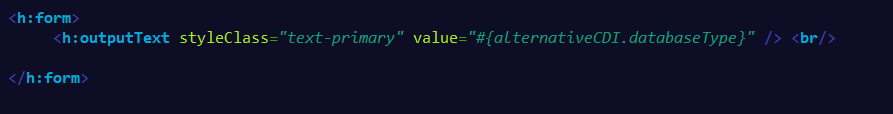 <h:form>
<h:outputText styleClass="text-primary" value="#{alternativeCDI.databaseType}" /> <br/>
</h:form>